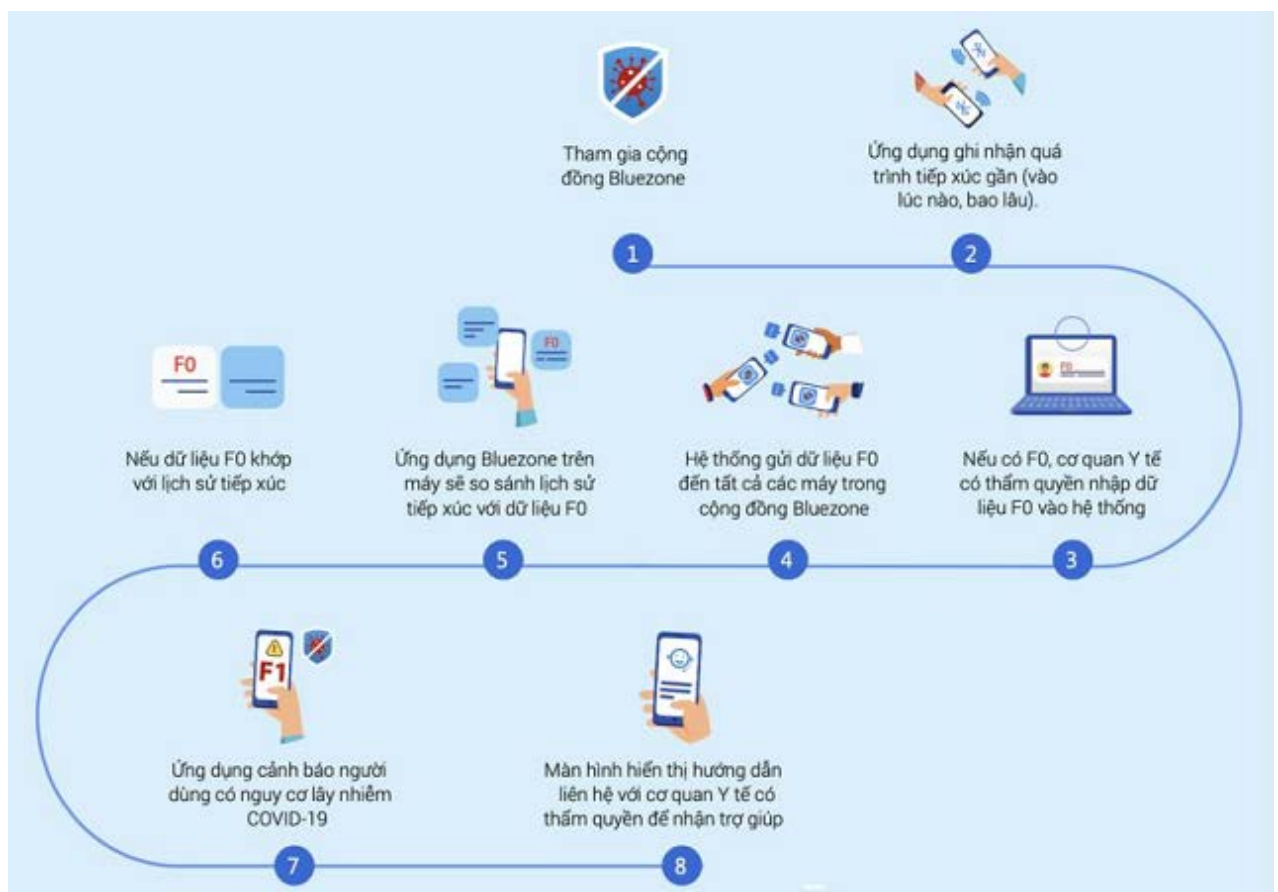 Tham gia cộng
đồng Bluezone
1
Ứng dụng ghi nhận quá
trình tiếp xúc gần (vào
lúc nào, bao lâu).
2
F0
Nếu có F0, cơ quan Y tế
có thẩm quyền nhập dữ
liệu F0 vào hệ thống
3
Hệ thống gửi dữ liệu F0
đến tất cả các máy trong
cộng đồng Bluezone
4
F0
Ứng dụng Bluezone trên
máy sẽ so sánh lịch sử
tiếp xúc với dữ liệu F0
5
F0
Nếu dữ liệu F0 khớp
với lịch sử tiếp xúc
6
F1
Ứng dụng cảnh báo người
dùng có nguy cơ lây nhiễm
COVID-19
7
Màn hình hiển thị hướng dẫn
liên hệ với cơ quan Y tế có
thẩm quyền để nhận trợ giúp
8